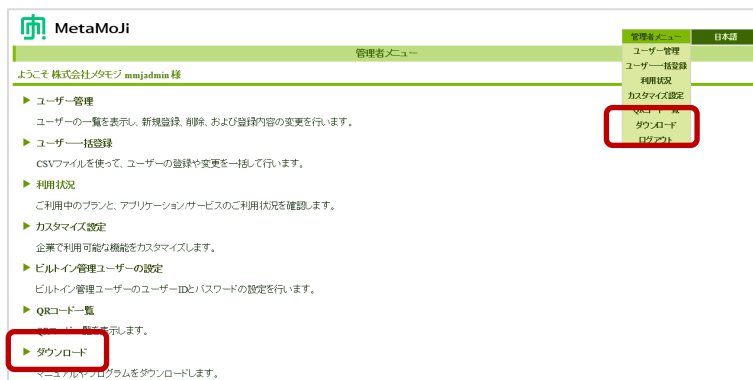 MetaMoJi
管理者メニュー 日本語
管理者メニュー
ようこそ 株式会社メタモジ mmjadmin 様
ユーザー管理
ユーザー一括登録
利用状況
カスタマイズ設定
QRコード一覧
ダウンロード
ログアウト
ユーザー管理
ユーザーの一覧を表示し、新規登録、削除、および登録内容の変更を行います。
ユーザー一括登録
CSVファイルを使って、ユーザーの登録や変更を一括して行います。
利用状況
ご利用中のプランと、アプリケーション/サービスのご利用状況を確認します。
カスタマイズ設定
企業で利用可能な機能をカスタマイズします。
ビルトイン管理ユーザーの設定
ビルトイン管理ユーザーのユーザーIDとパスワードの設定を行います。
QRコード一覧
QRコード一覧を表示します。
ダウンロード
マニュアルやプログラムをダウンロードします。